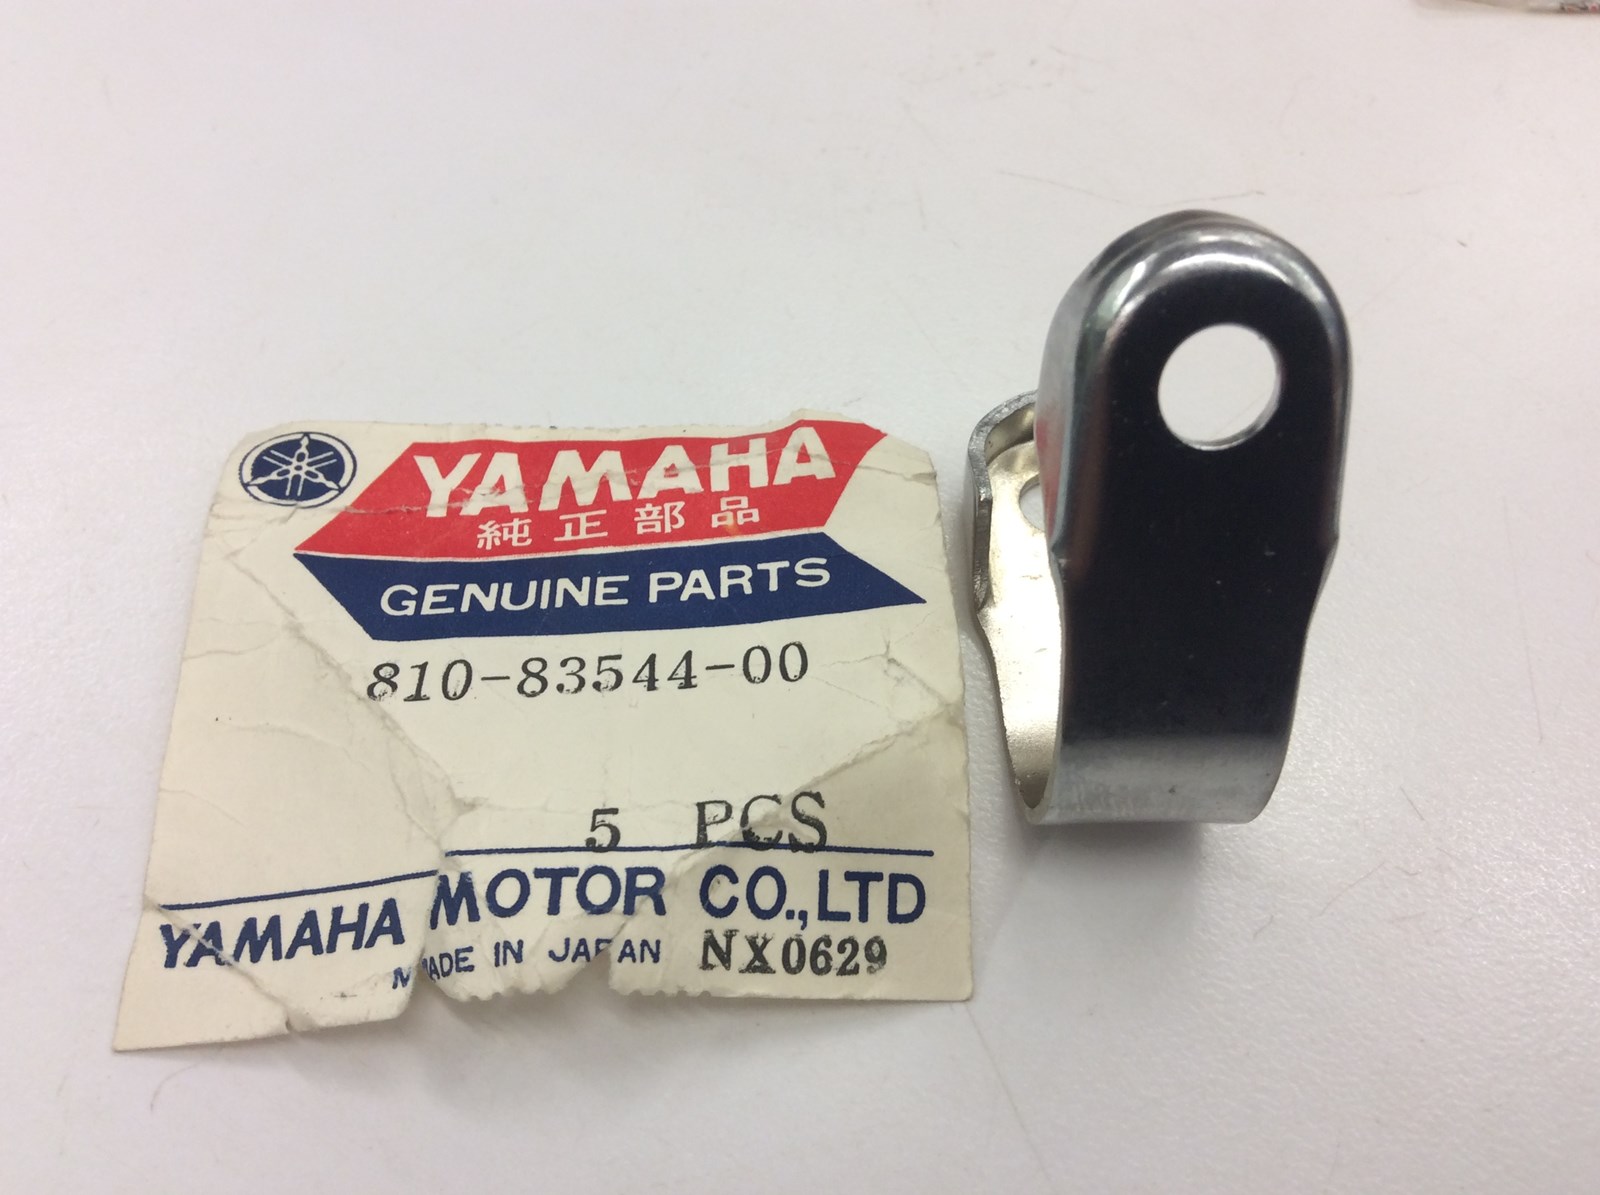 YAMAHA
純正部品
GENUINE PARTS
810-83544-00
5 PCS
YAMAHA MOTOR CO.,LTD
MADE IN JAPAN NX0629